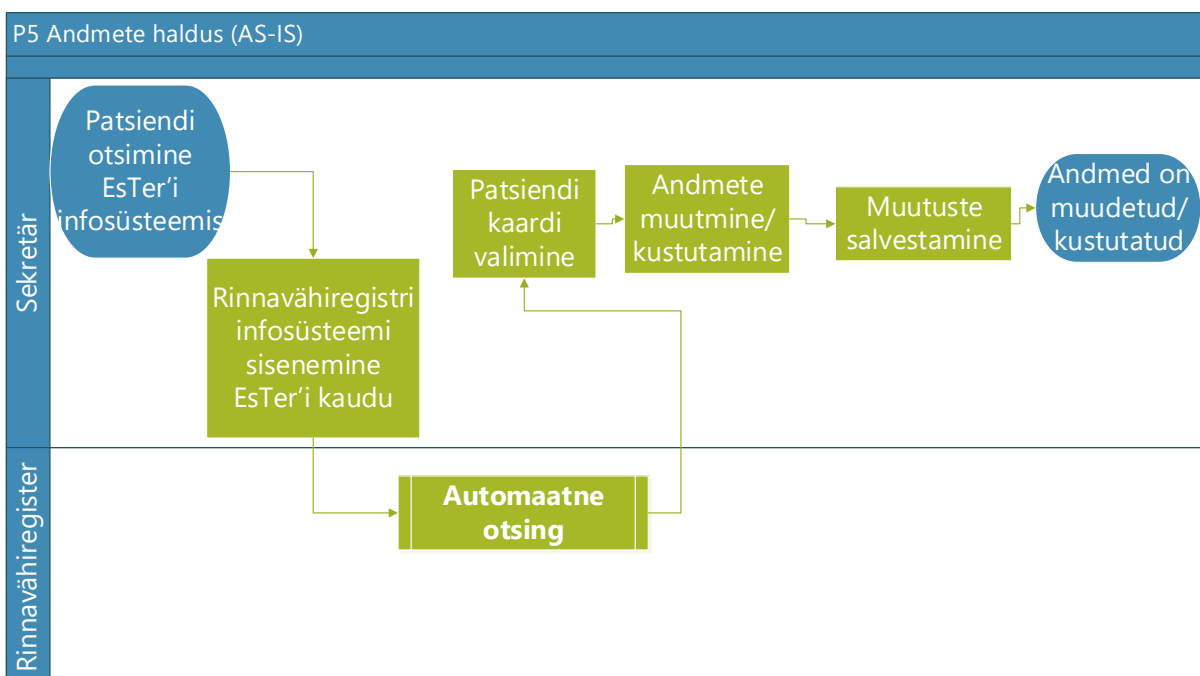 P5 Andmete haldus (AS-IS)
Sekretär
Patsiendi
otsimine
EsTer’i
infosüsteemis
Rinnavähiregistri
infosüsteemi
sisenemine
EsTer’i kaudu
Patsiendi
kaardi
valimine
Andmete
muutmine/
kustutamine
Muutuste
salvestamine
Andmed on
muudetud/
kustutatud
Rinnavähiregister
Automaatne
otsing